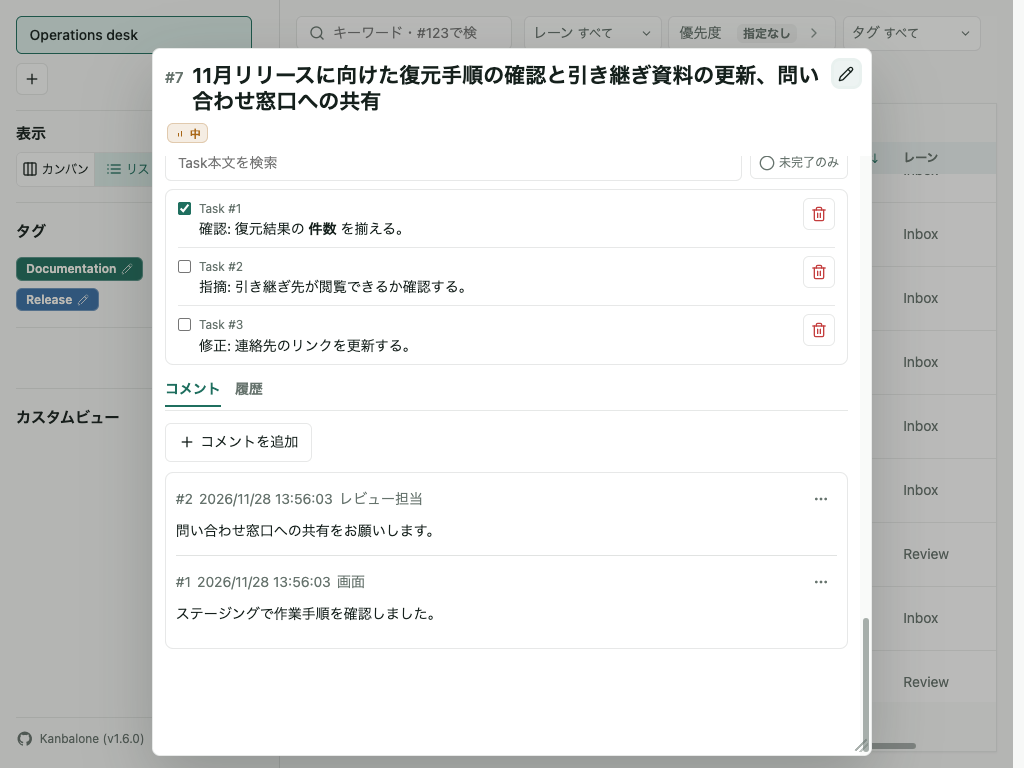 Operations desk
キーワード・#123で検
レーン すべて
優先度 指定なし
タグ すべて
表示
カンバン
リス
タグ
Documentation
Release
カスタムビュー
Kanbalone (v1.6.0)
#7 11月リリースに向けた復元手順の確認と引き継ぎ資料の更新、問い
合わせ窓口への共有
中
Task本文を検索
未完了のみ
Task #1
確認: 復元結果の 件数 を揃える。
Task #2
指摘: 引き継ぎ先が閲覧できるか確認する。
Task #3
修正: 連絡先のリンクを更新する。
コメント 履歴
+ コメントを追加
#2 2026/11/28 13:56:03 レビュー担当
問い合わせ窓口への共有をお願いします。
#1 2026/11/28 13:56:03 画面
ステージングで作業手順を確認しました。
↓ レーン
Inbox
Inbox
Inbox
Inbox
Inbox
Inbox
Review
Inbox
Review